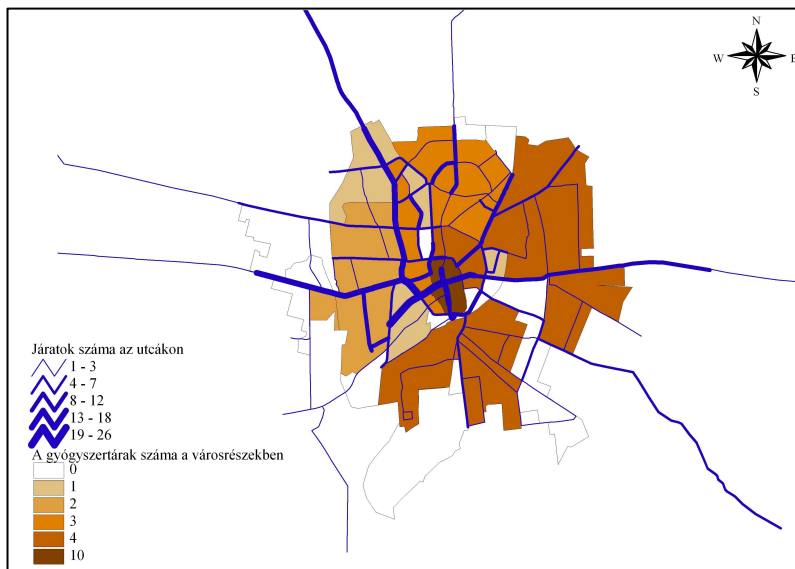 N
W E
S
Járatok száma az utcákon
1 - 3
4 - 7
8 - 12
13 - 18
19 - 26
A gyógyszertárak száma a városrészekben
0
1
2
3
4
10